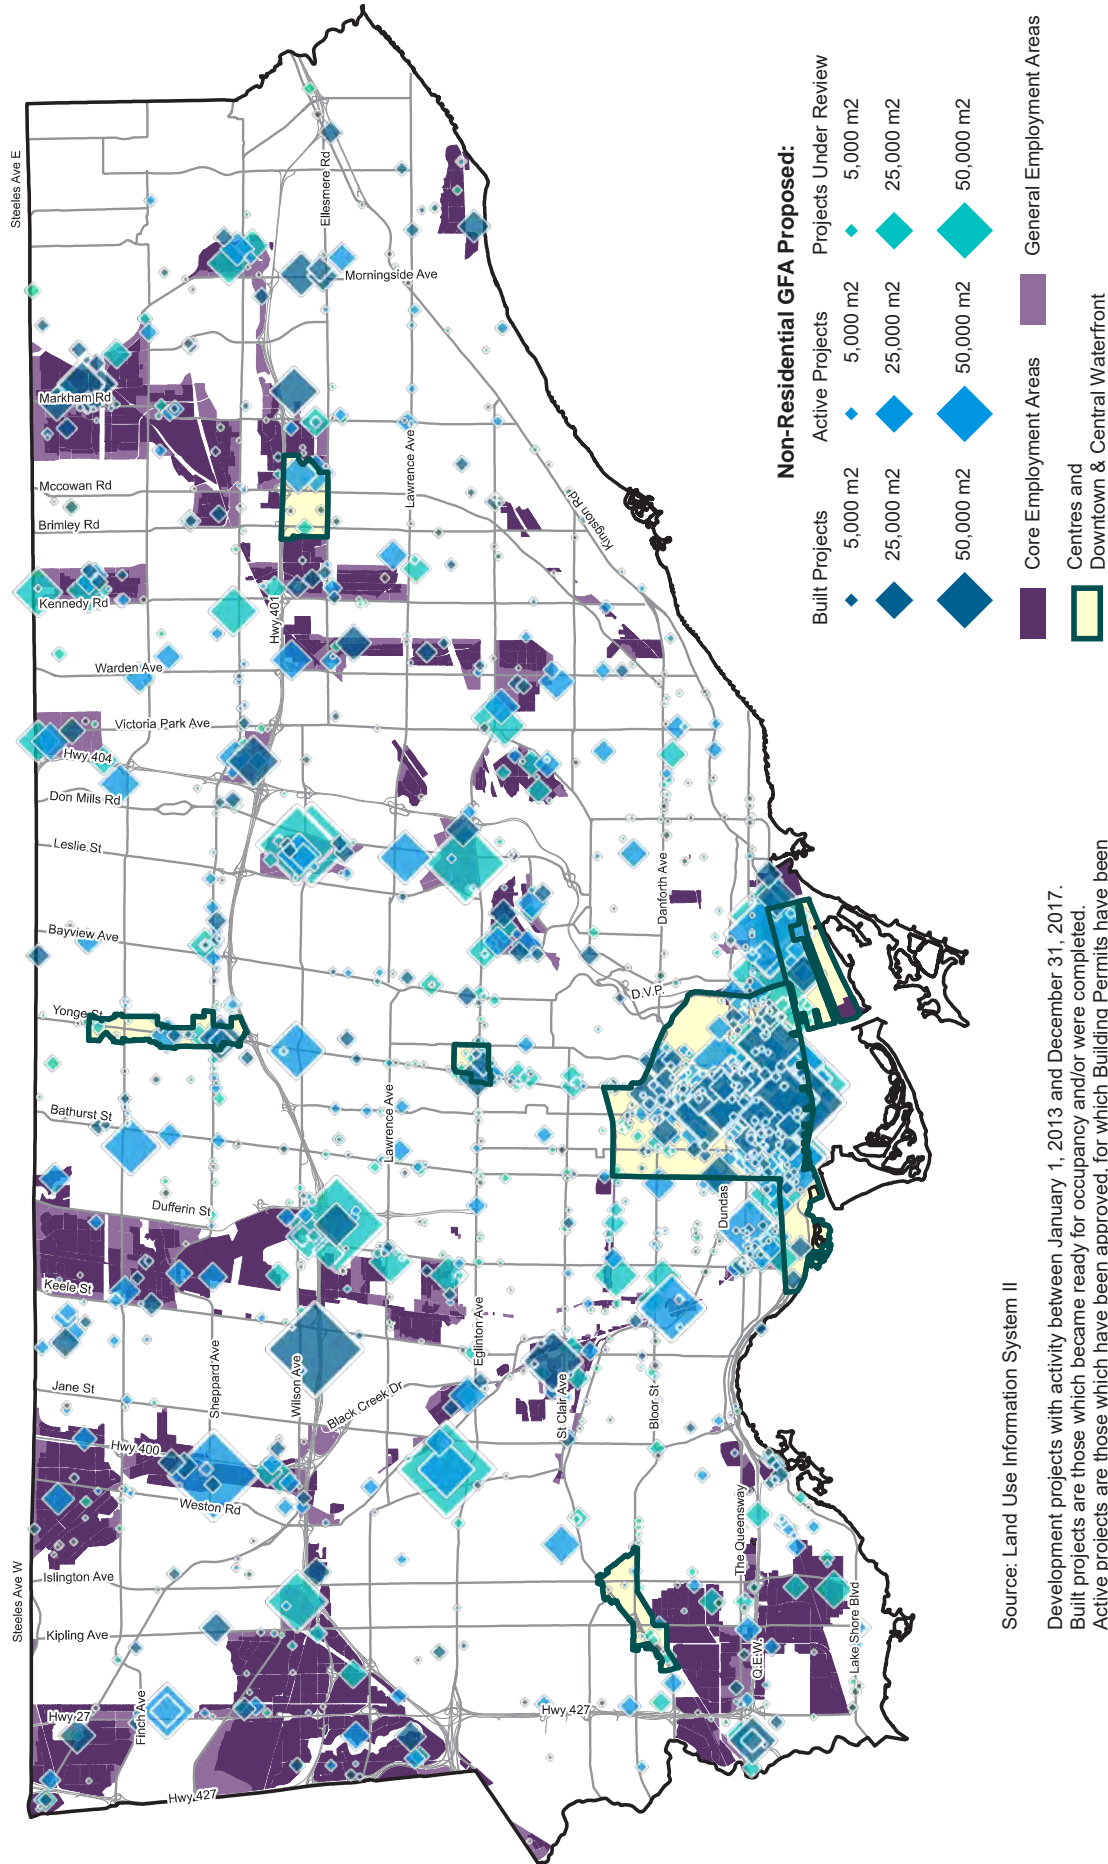 Steeles Ave W
Steeles Ave E
Hwy 427
Hwy 27
Kipling Ave
Islington Ave
Weston Rd
Hwy 400
Jane St
Keele St
Dufferin St
Bathurst St
Yonge St
Bayview Ave
Leslie St
Don Mills Rd
Hwy 404
Victoria Park Ave
Warden Ave
Kennedy Rd
Brimley Rd
Mccowan Rd
Markham Rd
Morningside Ave
Finch Ave
Sheppard Ave
Wilson Ave
Hwy 401
Ellesmere Rd
Black Creek Dr
Lawrence Ave
Lawrence Ave
Eglinton Ave
St Clair Ave
Hwy 427
Bloor St
Danforth Ave
D.V.P.
Dundas
Kingston Rd
The Queensway
Q.E.W.
Lake Shore Blvd
Non-Residential GFA Proposed:
Built Projects
Active Projects
Projects Under Review
5,000 m2
5,000 m2
5,000 m2
25,000 m2
25,000 m2
25,000 m2
50,000 m2
50,000 m2
50,000 m2
Core Employment Areas
General Employment Areas
Centres and
Downtown & Central Waterfront
Source: Land Use Information System II
Development projects with activity between January 1, 2013 and December 31, 2017.
Built projects are those which became ready for occupancy and/or were completed.
Active projects are those which have been approved, for which Building Permits have been